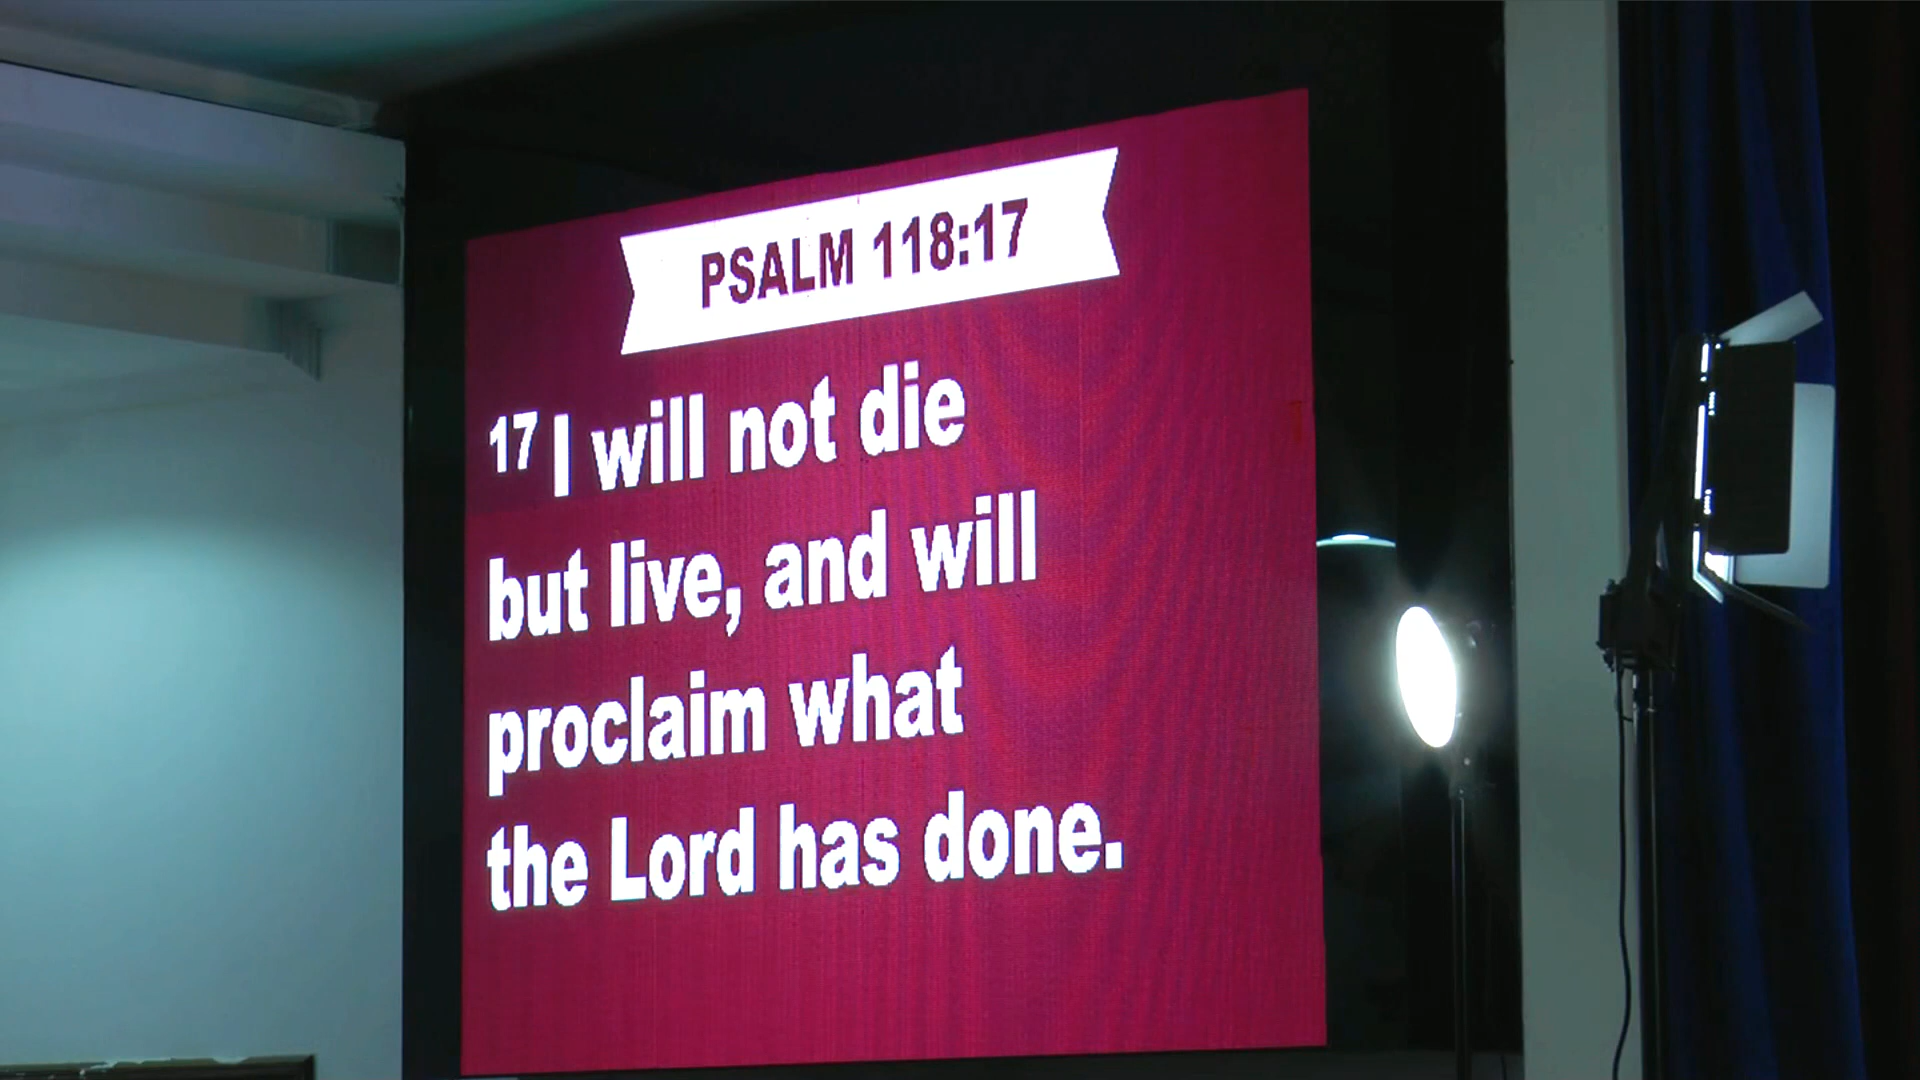 PSALM 118:17
17 I will not die
but live, and will
proclaim what
the Lord has done.